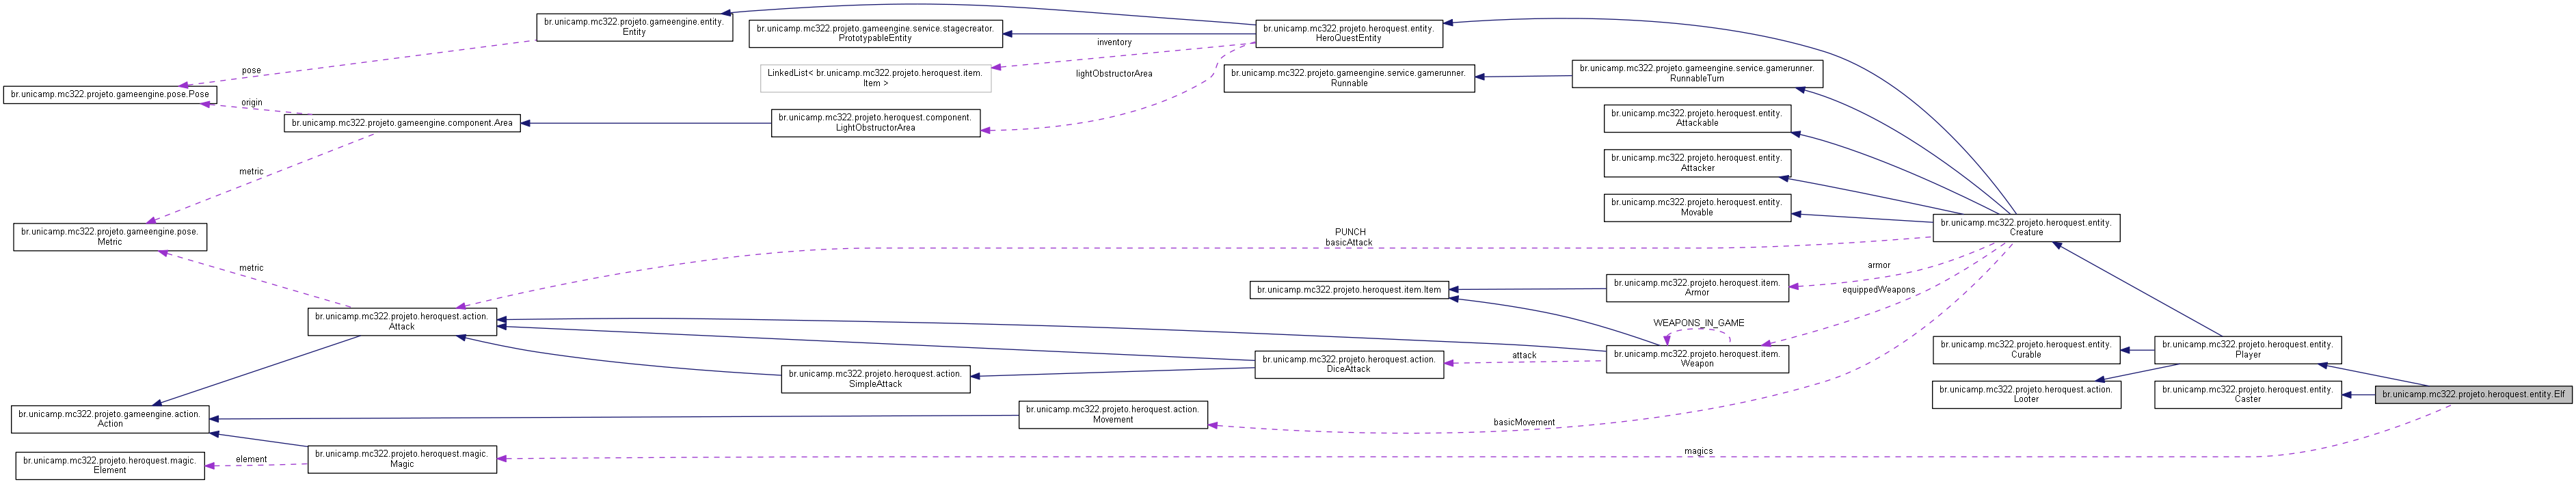 br.unicamp.mc322.projeto.gameengine.entity.
Entity
br.unicamp.mc322.projeto.gameengine.service.stagecreator.
PrototypableEntity
br.unicamp.mc322.projeto.heroquest.entity.
HeroQuestEntity
inventory
pose
LinkedList< br.unicamp.mc322.projeto.heroquest.item.
Item >
lightObstructorArea
br.unicamp.mc322.projeto.gameengine.service.gamerunner.
Runnable
br.unicamp.mc322.projeto.gameengine.service.gamerunner.
RunnableTurn
br.unicamp.mc322.projeto.gameengine.pose.Pose
origin
br.unicamp.mc322.projeto.gameengine.component.Area
br.unicamp.mc322.projeto.heroquest.component.
LightObstructorArea
br.unicamp.mc322.projeto.heroquest.entity.
Attackable
br.unicamp.mc322.projeto.heroquest.entity.
Attacker
metric
br.unicamp.mc322.projeto.heroquest.entity.
Movable
br.unicamp.mc322.projeto.gameengine.pose.
Metric
br.unicamp.mc322.projeto.heroquest.entity.
Creature
PUNCH
basicAttack
metric
armor
br.unicamp.mc322.projeto.heroquest.item.Item
br.unicamp.mc322.projeto.heroquest.item.
Armor
equippedWeapons
br.unicamp.mc322.projeto.heroquest.action.
Attack
WEAPONS_IN_GAME
br.unicamp.mc322.projeto.heroquest.action.
DiceAttack
attack
br.unicamp.mc322.projeto.heroquest.item.
Weapon
br.unicamp.mc322.projeto.heroquest.entity.
Curable
br.unicamp.mc322.projeto.heroquest.entity.
Player
br.unicamp.mc322.projeto.heroquest.action.
SimpleAttack
br.unicamp.mc322.projeto.heroquest.action.
Looter
br.unicamp.mc322.projeto.heroquest.entity.
Caster
br.unicamp.mc322.projeto.heroquest.entity.Elf
br.unicamp.mc322.projeto.gameengine.action.
Action
br.unicamp.mc322.projeto.heroquest.action.
Movement
basicMovement
br.unicamp.mc322.projeto.heroquest.magic.
Element
element
br.unicamp.mc322.projeto.heroquest.magic.
Magic
magics